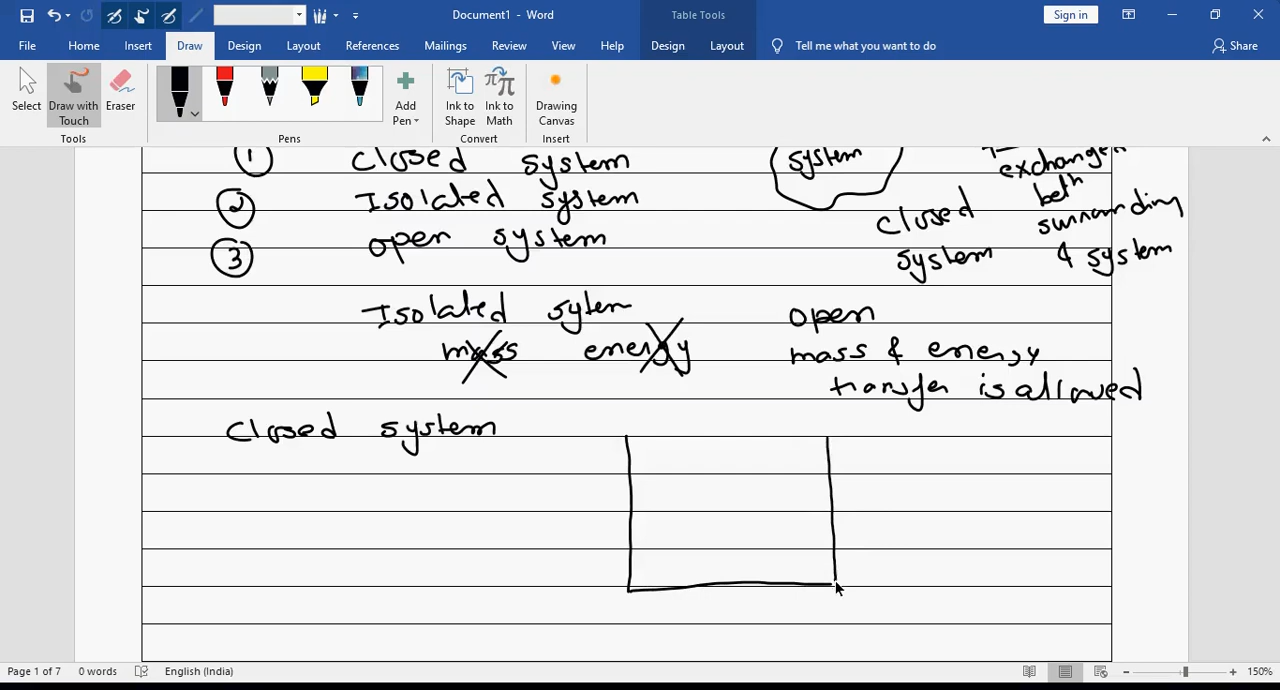 Document1 - Word
Table Tools
Sign in
File Home Insert Draw Design Layout References Mailings Review View Help Design Layout Tell me what you want to do Share
Select Draw with Touch Eraser Add Pen Ink to Shape Ink to Math Drawing Canvas
Tools Pens Convert Insert
1 closed system
system
exchange
2 Isolated system
beth
closed surrounding
3 open system
system & system
Isolated sytem
open
mass energy
mass & energy
transfer is allowed
closed system
Page 1 of 7 0 words English (India) 150%